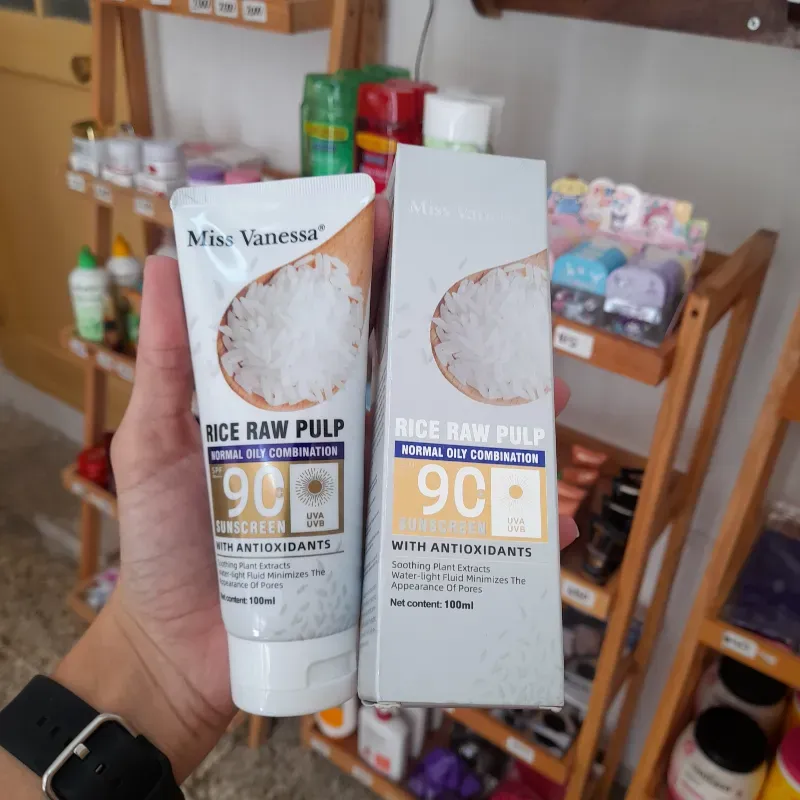 Miss Vanessa®
RICE RAW PULP
NORMAL OILY COMBINATION
SPF
90
SUNSCREEN
UVA
UVB
WITH ANTIOXIDANTS
Soothing Plant Extracts
Water-light Fluid Minimizes The
Appearance Of Pores
Net content: 100ml
Miss Vanessa
RICE RAW PULP
NORMAL OILY COMBINATION
90
SUNSCREEN
UVA
UVB
WITH ANTIOXIDANTS
Soothing Plant Extracts
Water-light Fluid Minimizes The
Appearance Of Pores
Net content: 100ml